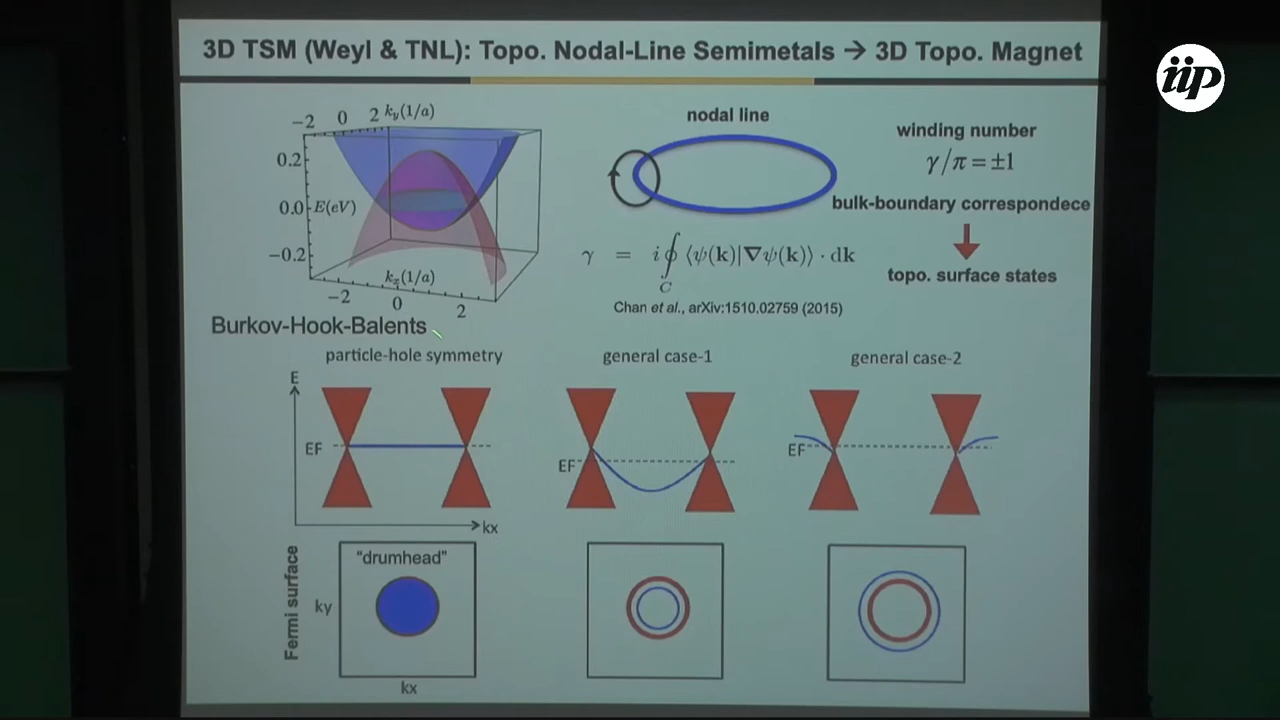 3D TSM (Weyl & TNL): Topo. Nodal-Line Semimetals → 3D Topo. Magnet
iip
−2 0 2 ky(1/a)
0.2
0.0 E(eV)
−0.2
kx(1/a)
−2 0 2
nodal line
winding number
γ/π = ±1
bulk-boundary correspondece
topo. surface states
γ = i∮C ⟨ψ(k)|∇ψ(k)⟩ · dk
Chan et al., arXiv:1510.02759 (2015)
Burkov-Hook-Balents
particle-hole symmetry
general case-1
general case-2
E
EF
EF
EF
kx
Fermi surface
"drumhead"
ky
kx